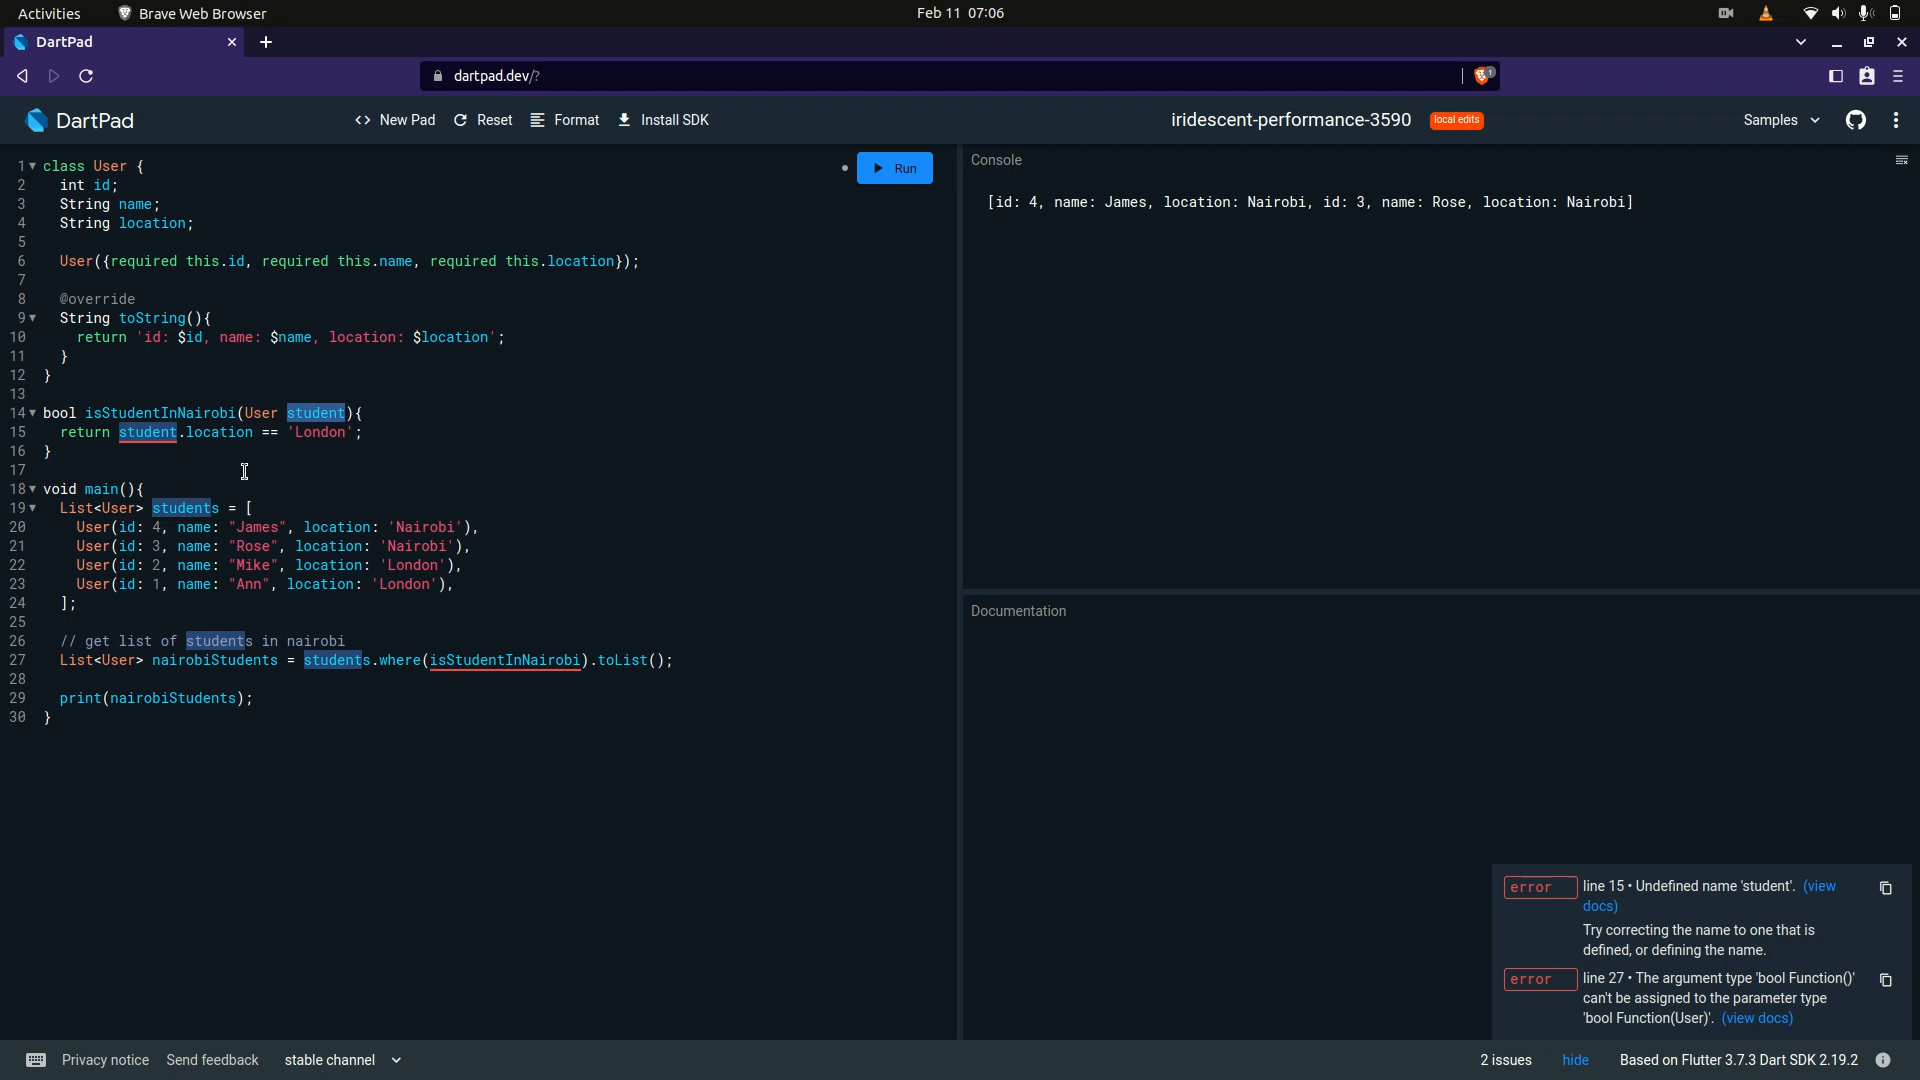 Activities
Brave Web Browser
Feb 11 07:06
DartPad
dartpad.dev/?
1
DartPad
New Pad
Reset
Format
Install SDK
iridescent-performance-3590
local edits
Samples
1 class User {
2 int id;
3 String name;
4 String location;
5
6 User({required this.id, required this.name, required this.location});
7
8 @override
9 String toString(){
10 return 'id: $id, name: $name, location: $location';
11 }
12 }
13
14 bool isStudentInNairobi(User student){
15 return student.location == 'London';
16 }
17
18 void main(){
19 List<User> students = [
20 User(id: 4, name: "James", location: 'Nairobi'),
21 User(id: 3, name: "Rose", location: 'Nairobi'),
22 User(id: 2, name: "Mike", location: 'London'),
23 User(id: 1, name: "Ann", location: 'London'),
24 ];
25
26 // get list of students in nairobi
27 List<User> nairobiStudents = students.where(isStudentInNairobi).toList();
28
29 print(nairobiStudents);
30 }
Run
Console
[id: 4, name: James, location: Nairobi, id: 3, name: Rose, location: Nairobi]
Documentation
error
line 15 • Undefined name 'student'. (view
docs)
Try correcting the name to one that is
defined, or defining the name.
error
line 27 • The argument type 'bool Function()'
can't be assigned to the parameter type
'bool Function(User)'. (view docs)
Privacy notice
Send feedback
stable channel
2 issues
hide
Based on Flutter 3.7.3 Dart SDK 2.19.2